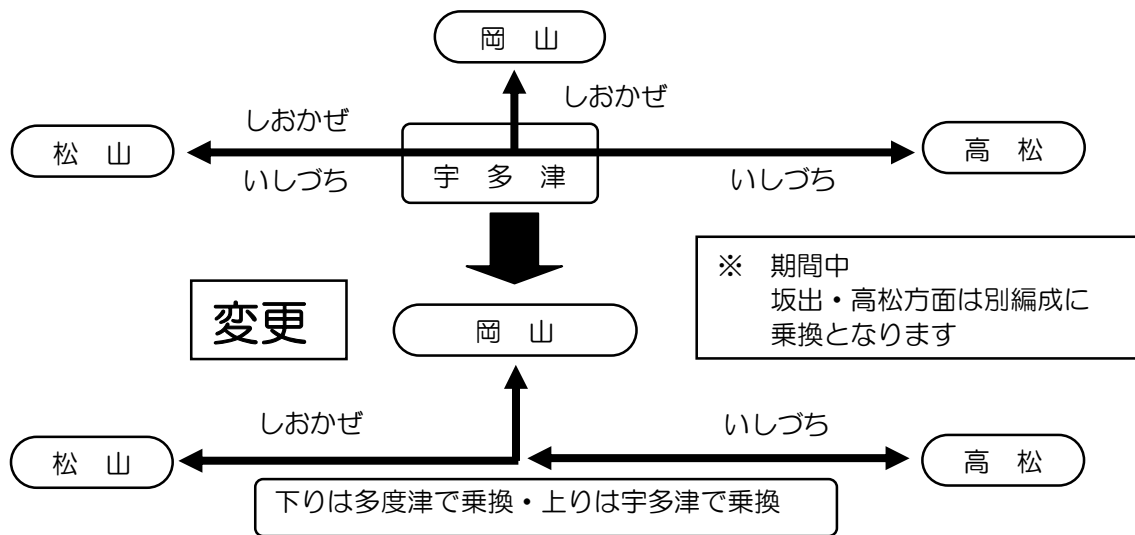 岡 山
しおかぜ
しおかぜ
松 山
高 松
いしづち
宇 多 津
いしづち
※ 期間中
坂出・高松方面は別編成に
乗換となります
変更
岡 山
しおかぜ
いしづち
松 山
高 松
下りは多度津で乗換・上りは宇多津で乗換